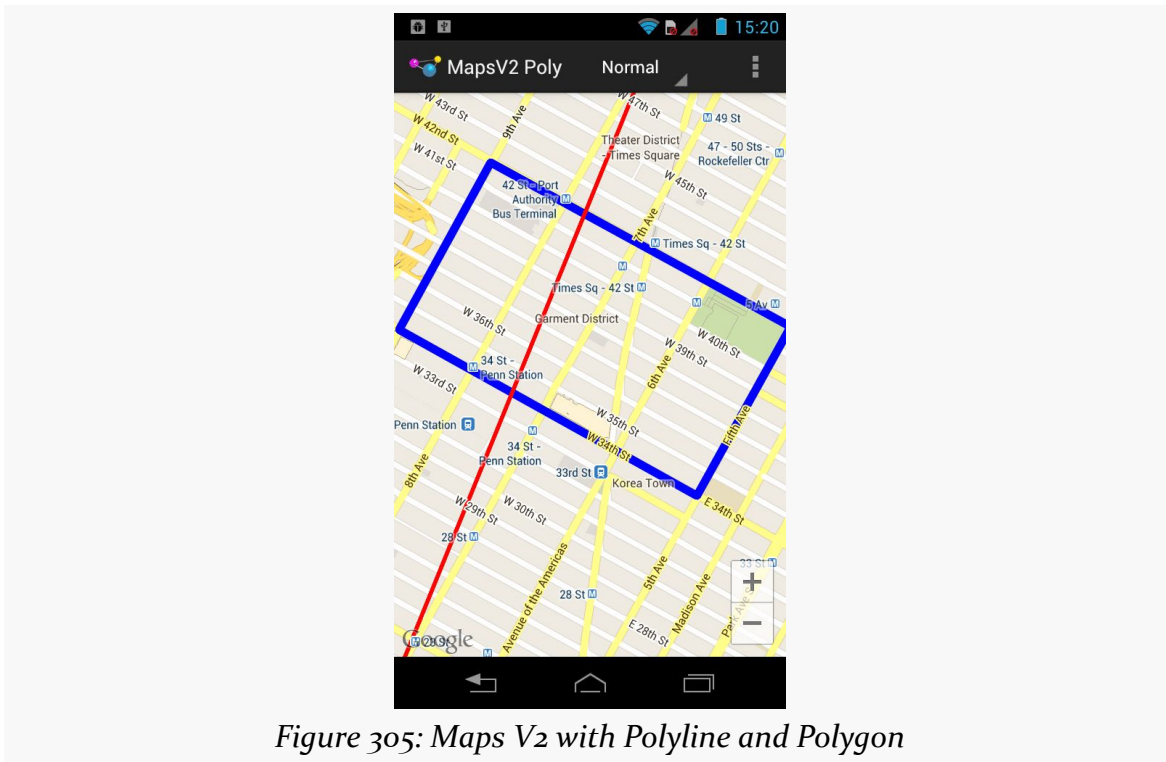 15:20
MapsV2 Poly
Normal
W 43rd St
9th Ave
W 47th St
49 St
W 42nd St
Theater District
- Times Square
47 - 50 Sts -
Rockefeller Ctr
W 41st St
W 45th St
42 St - Port
Authority
Bus Terminal
7th Ave
Times Sq - 42 St
Times Sq - 42 St
5 Av
W 36th St
Garment District
W 40th St
W 39th St
34 St -
Penn Station
W 33rd St
6th Ave
W 35th St
Fifth Ave
Penn Station
W 34th St
34 St -
Penn Station
8th Ave
33rd St
Korea Town
W 29th St
W 30th St
E 34th St
28 St
33 St
Avenue of the Americas
5th Ave
Madison Ave
28 St
+
Park Ave S
E 28th St
−
Google
Figure 305: Maps V2 with Polyline and Polygon